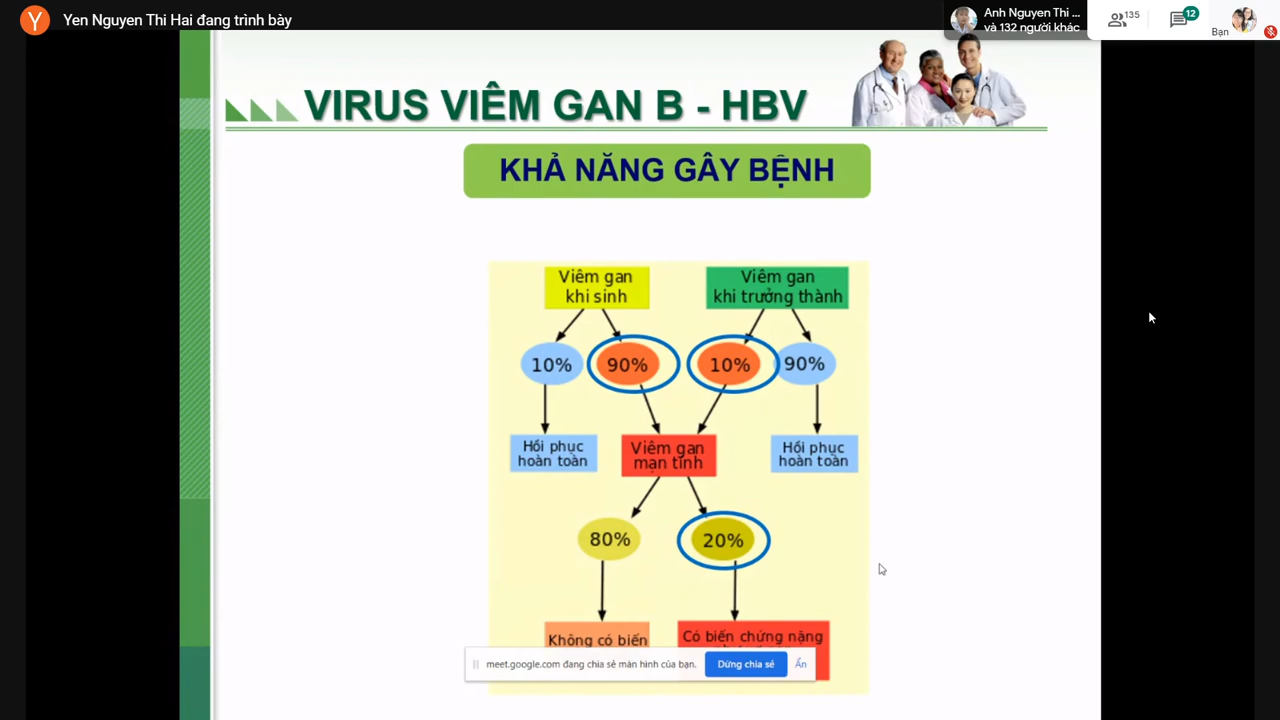 Y
Yen Nguyen Thi Hai đang trình bày
Anh Nguyen Thi ...
và 132 người khác
135
12
Bạn
VIRUS VIÊM GAN B - HBV
KHẢ NĂNG GÂY BỆNH
Viêm gan
khi sinh
Viêm gan
khi trưởng thành
10%
90%
10%
90%
Hồi phục
hoàn toàn
Viêm gan
mạn tính
Hồi phục
hoàn toàn
80%
20%
Không có biến
Có biến chứng nặng
meet.google.com đang chia sẻ màn hình của bạn.
Dừng chia sẻ
Ẩn